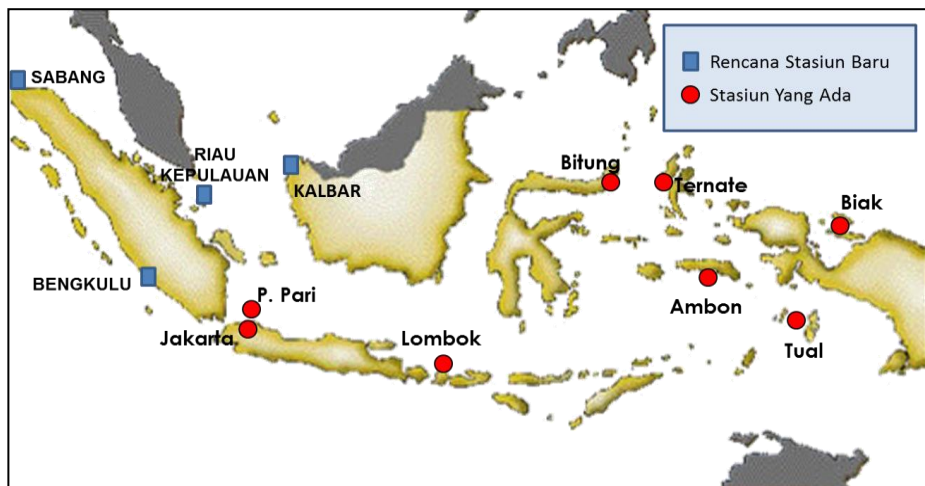 Rencana Stasiun Baru
Stasiun Yang Ada
SABANG
RIAU
KEPULAUAN
KALBAR
Bitung
Ternate
Biak
BENGKULU
P. Pari
Jakarta
Lombok
Ambon
Tual